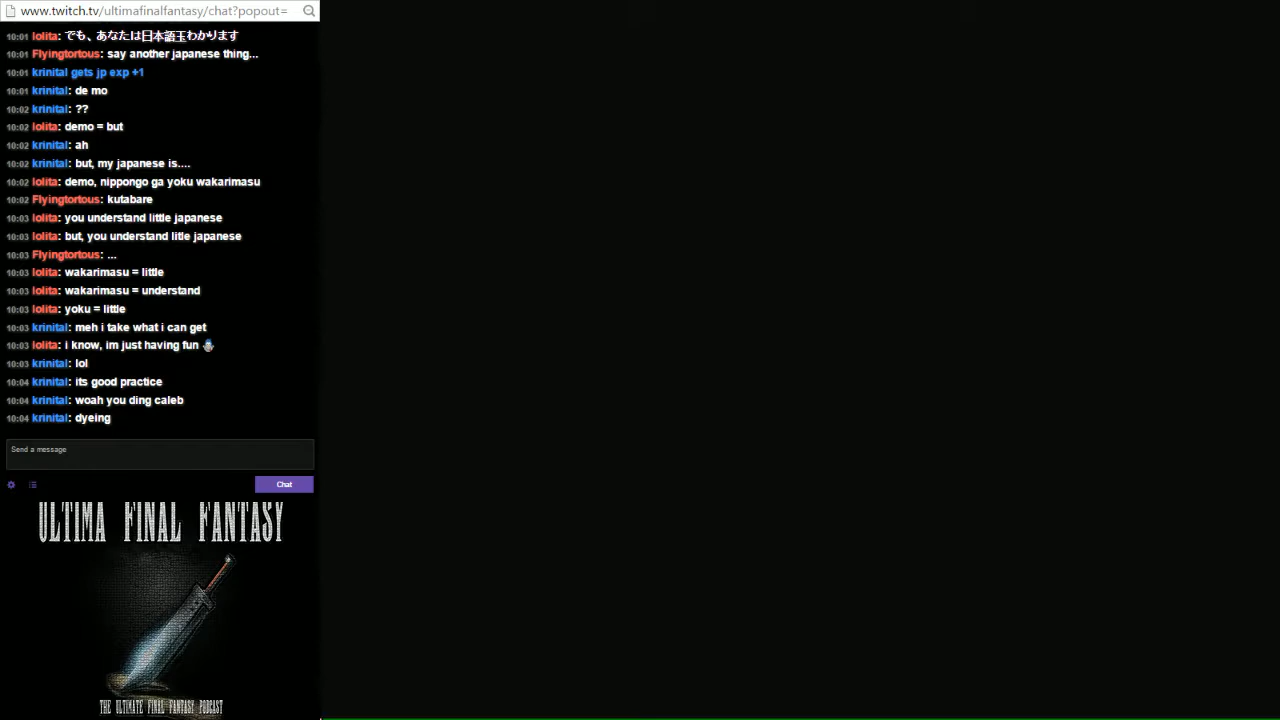 www.twitch.tv/ultimafinalfantasy/chat?popout=
10:01 lolita: でも、あなたは日本語玉わかります
10:01 Flyingtortous: say another japanese thing...
krinital gets jp exp +1
10:01 krinital: de mo
10:02 krinital: ??
10:02 lolita: demo = but
10:02 krinital: ah
10:02 krinital: but, my japanese is....
10:02 lolita: demo, nippongo ga yoku wakarimasu
10:02 Flyingtortous: kutabare
10:03 lolita: you understand little japanese
10:03 lolita: but, you understand litle japanese
10:03 Flyingtortous: ...
10:03 lolita: wakarimasu = little
10:03 lolita: wakarimasu = understand
10:03 lolita: yoku = little
10:03 krinital: meh i take what i can get
10:03 lolita: i know, im just having fun
10:03 krinital: lol
10:04 krinital: its good practice
10:04 krinital: woah you ding caleb
10:04 krinital: dyeing
Send a message
Chat
ULTIMA FINAL FANTASY
THE ULTIMATE FINAL FANTASY PODCAST